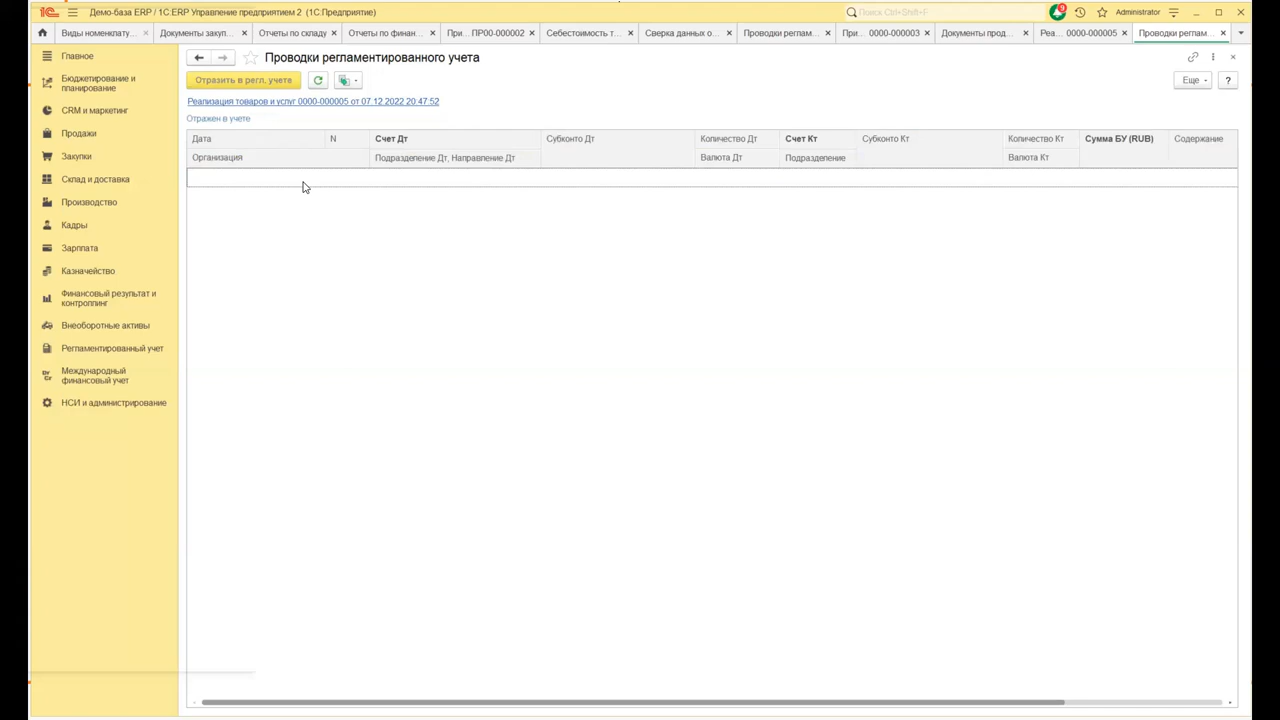 Демо-база ERP / 1С:ERP Управление предприятием 2 (1С:Предприятие)
Поиск Ctrl+Shift+F
9
Administrator
Виды номенклату...
Документы закуп...
Отчеты по складу
Отчеты по финан...
При... ПР00-000002
Себестоимость т...
Сверка данных о...
Проводки реглам...
При... 0000-000003
Документы прод...
Реа... 0000-000005
Проводки реглам...
Главное
Бюджетирование и
планирование
CRM и маркетинг
Продажи
Закупки
Склад и доставка
Производство
Кадры
Зарплата
Казначейство
Финансовый результат и
контроллинг
Внеоборотные активы
Регламентированный учет
Международный
финансовый учет
НСИ и администрирование
Проводки регламентированного учета
Отразить в регл. учете
Еще
?
Реализация товаров и услуг 0000-000005 от 07.12.2022 20:47:52
Отражен в учете
Дата N Счет Дт Субконто Дт Количество Дт Счет Кт Субконто Кт Количество Кт Сумма БУ (RUB) Содержание
Организация Подразделение Дт, Направление Дт Валюта Дт Подразделение Валюта Кт